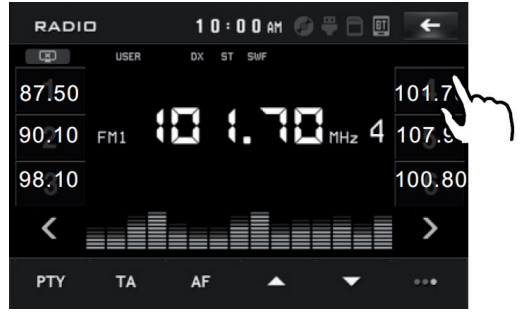 RADIO 10:00 AM BT
USER DX ST SWF
87.50
90.10
98.10
FM1 101.70 MHz 4
101.7
107.9
100.80
PTY TA AF